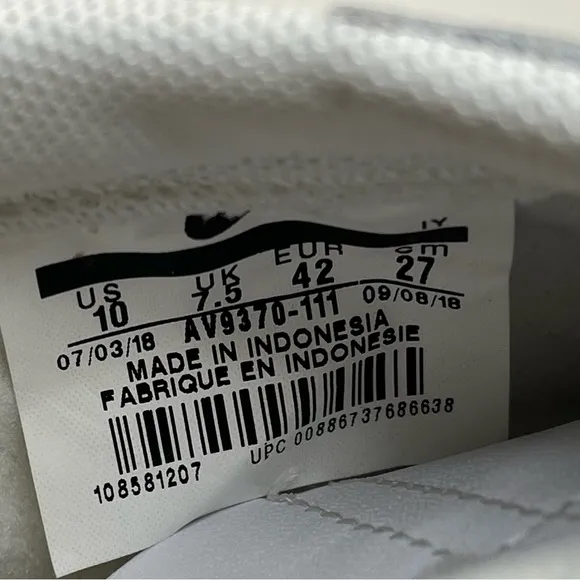 IY
US UK EUR cm
10 7.5 42 27
07/03/18 AV9370-111 09/08/18
MADE IN INDONESIA
FABRIQUE EN INDONESIE
UPC 00886737686638
108581207